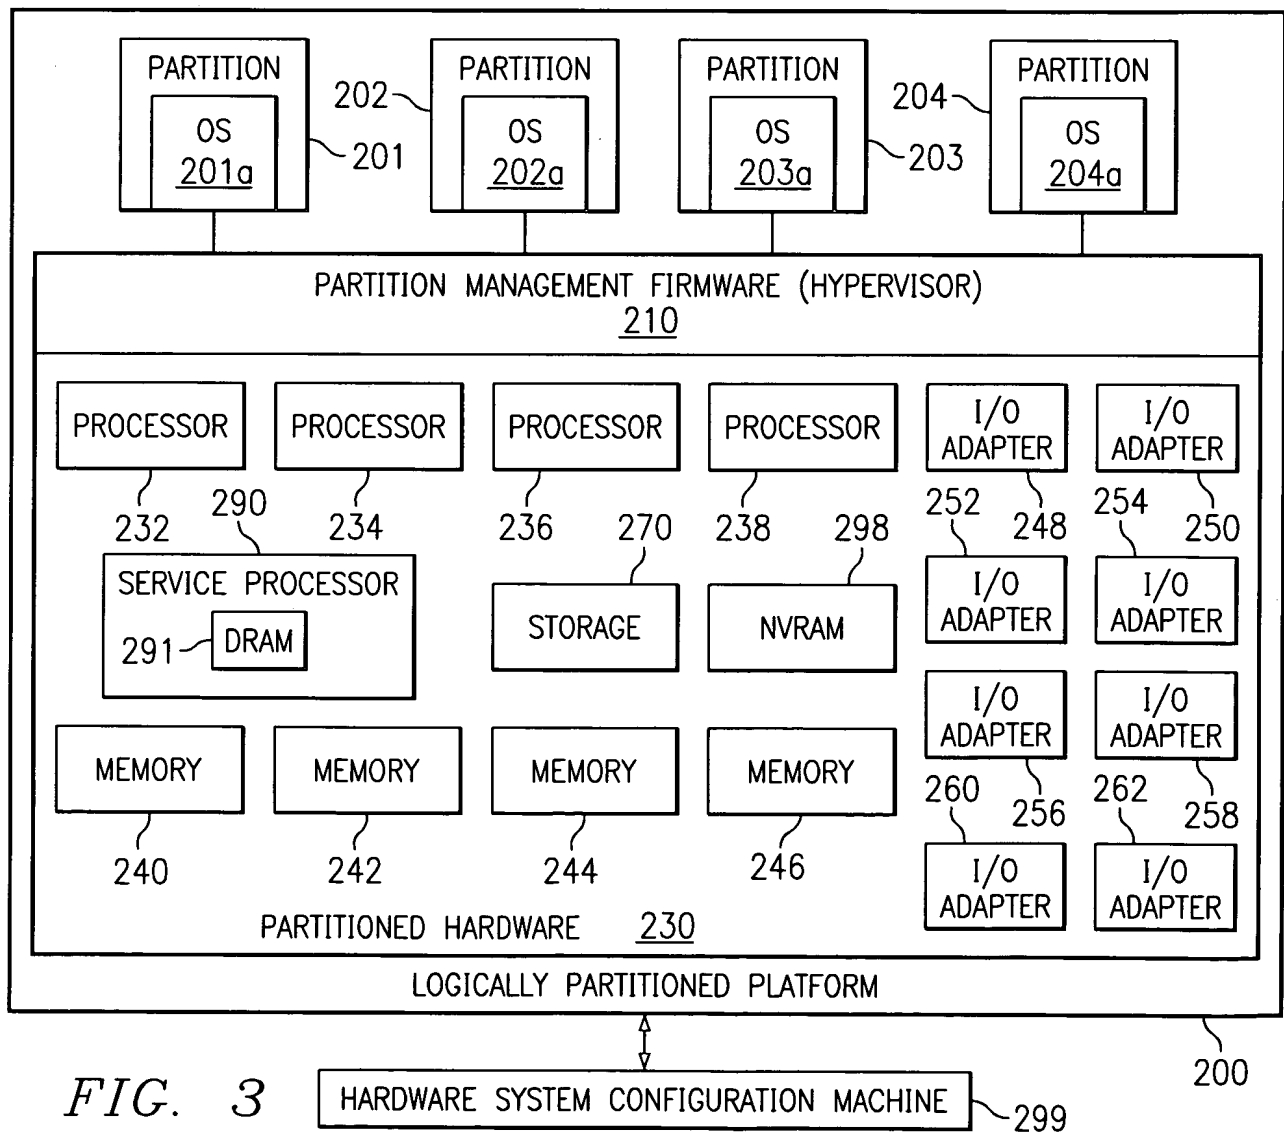 PARTITION
OS
201a
201
PARTITION
OS
202a
202
PARTITION
OS
203a
203
PARTITION
OS
204a
204
PARTITION MANAGEMENT FIRMWARE (HYPERVISOR)
210
PROCESSOR
232
PROCESSOR
234
PROCESSOR
236
PROCESSOR
238
I/O
ADAPTER
248
I/O
ADAPTER
250
290
SERVICE PROCESSOR
291
DRAM
270
STORAGE
298
NVRAM
252
I/O
ADAPTER
254
I/O
ADAPTER
I/O
ADAPTER
256
I/O
ADAPTER
258
MEMORY
240
MEMORY
242
MEMORY
244
MEMORY
246
260
I/O
ADAPTER
262
I/O
ADAPTER
PARTITIONED HARDWARE 230
LOGICALLY PARTITIONED PLATFORM
200
FIG. 3
HARDWARE SYSTEM CONFIGURATION MACHINE
299